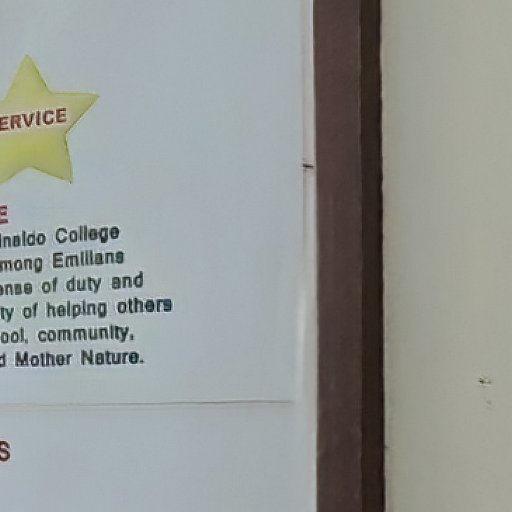 ERVICE
E
inaldo College
mong Emilians
ense of duty and
ty of helping others
ool, community,
d Mother Nature.
S